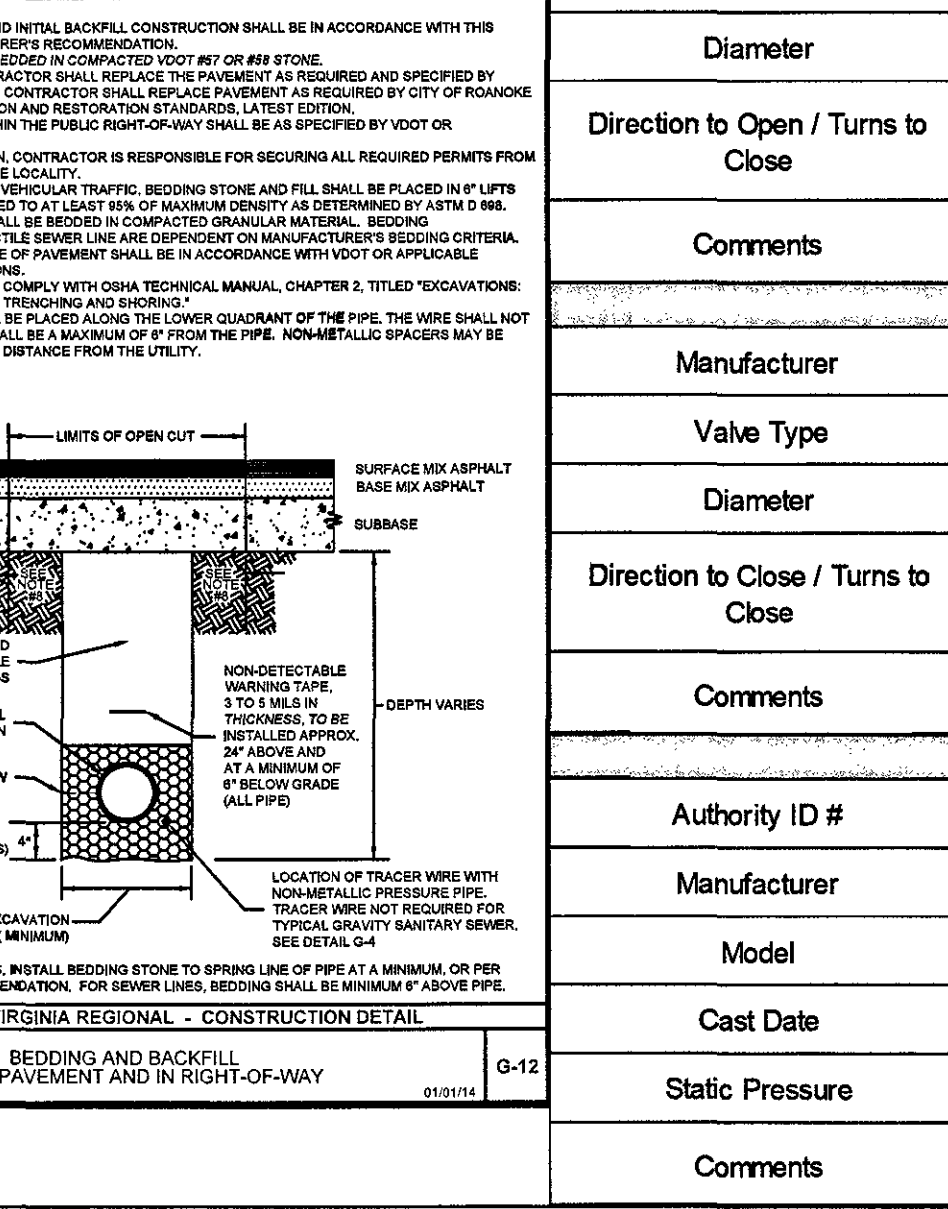 D INITIAL BACKFILL CONSTRUCTION SHALL BE IN ACCORDANCE WITH THIS
RER'S RECOMMENDATION.
EDDED IN COMPACTED VDOT #57 OR #58 STONE.
RACTOR SHALL REPLACE THE PAVEMENT AS REQUIRED AND SPECIFIED BY
CONTRACTOR SHALL REPLACE PAVEMENT AS REQUIRED BY CITY OF ROANOKE
ON AND RESTORATION STANDARDS, LATEST EDITION.
HIN THE PUBLIC RIGHT-OF-WAY SHALL BE AS SPECIFIED BY VDOT OR
N, CONTRACTOR IS RESPONSIBLE FOR SECURING ALL REQUIRED PERMITS FROM
E LOCALITY.
VEHICULAR TRAFFIC, BEDDING STONE AND FILL SHALL BE PLACED IN 6" LIFTS
ED TO AT LEAST 95% OF MAXIMUM DENSITY AS DETERMINED BY ASTM D 698.
ALL BE BEDDED IN COMPACTED GRANULAR MATERIAL. BEDDING
CTILE SEWER LINE ARE DEPENDENT ON MANUFACTURER'S BEDDING CRITERIA.
E OF PAVEMENT SHALL BE IN ACCORDANCE WITH VDOT OR APPLICABLE
ONS.
COMPLY WITH OSHA TECHNICAL MANUAL, CHAPTER 2, TITLED "EXCAVATIONS:
TRENCHING AND SHORING."
BE PLACED ALONG THE LOWER QUADRANT OF THE PIPE. THE WIRE SHALL NOT
ALL BE A MAXIMUM OF 6" FROM THE PIPE. NON-METALLIC SPACERS MAY BE
DISTANCE FROM THE UTILITY.
LIMITS OF OPEN CUT
SURFACE MIX ASPHALT
BASE MIX ASPHALT
SUBBASE
SEE
NOTE
#8
SEE
NOTE
#8
D
E
S
L
N
W
S)
4"
NON-DETECTABLE
WARNING TAPE,
3 TO 5 MILS IN
THICKNESS, TO BE
INSTALLED APPROX.
24" ABOVE AND
AT A MINIMUM OF
6" BELOW GRADE
(ALL PIPE)
DEPTH VARIES
LOCATION OF TRACER WIRE WITH
NON-METALLIC PRESSURE PIPE.
TRACER WIRE NOT REQUIRED FOR
TYPICAL GRAVITY SANITARY SEWER.
SEE DETAIL G-4
XCAVATION
( MINIMUM)
S, INSTALL BEDDING STONE TO SPRING LINE OF PIPE AT A MINIMUM, OR PER
ENDATION. FOR SEWER LINES, BEDDING SHALL BE MINIMUM 6" ABOVE PIPE.
IRGINIA REGIONAL - CONSTRUCTION DETAIL
BEDDING AND BACKFILL
PAVEMENT AND IN RIGHT-OF-WAY
01/01/14
G-12
Diameter
Direction to Open / Turns to
Close
Comments
Manufacturer
Valve Type
Diameter
Direction to Close / Turns to
Close
Comments
Authority ID #
Manufacturer
Model
Cast Date
Static Pressure
Comments